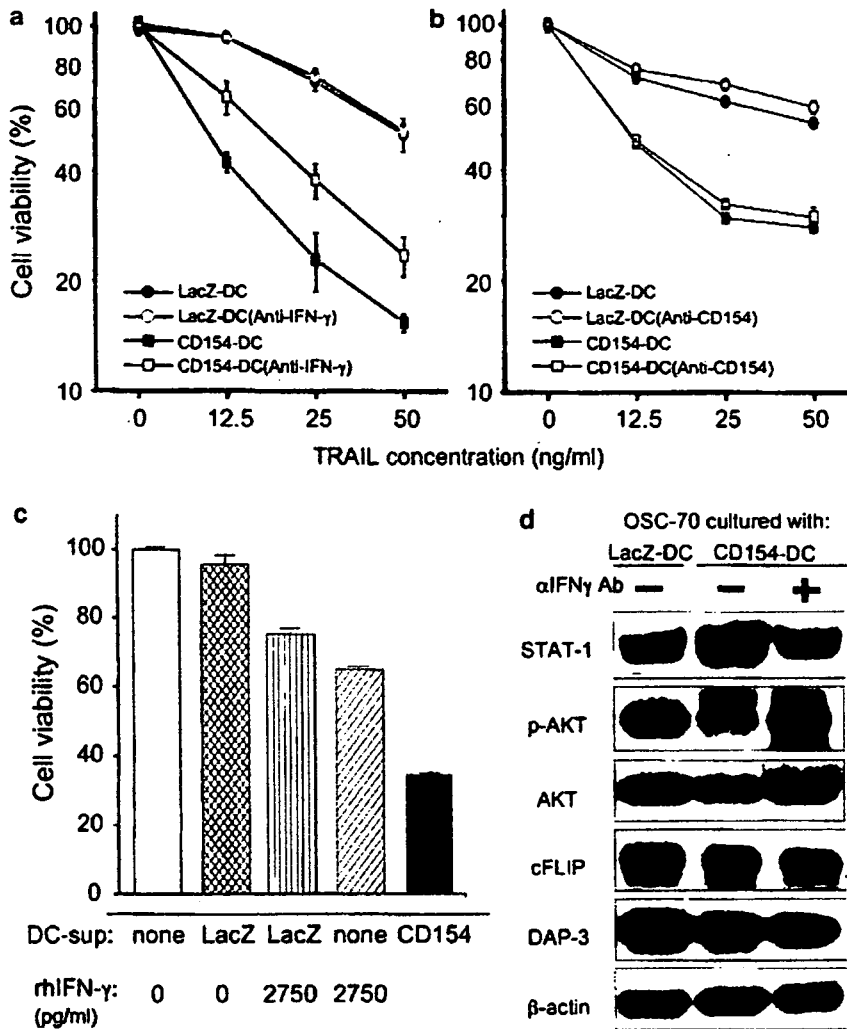 a
b
Cell viability (%)
100
80
60
40
20
10
100
80
60
40
20
10
LacZ-DC
LacZ-DC(Anti-IFN-γ)
CD154-DC
CD154-DC(Anti-IFN-γ)
LacZ-DC
LacZ-DC(Anti-CD154)
CD154-DC
CD154-DC(Anti-CD154)
0 12.5 25 50
0 12.5 25 50
TRAIL concentration (ng/ml)
c
Cell viability (%)
100
80
60
40
20
0
DC-sup: none LacZ LacZ none CD154
rhIFN-γ: 0 0 2750 2750
(pg/ml)
d
OSC-70 cultured with:
LacZ-DC CD154-DC
αIFNγ Ab − − +
STAT-1
p-AKT
AKT
cFLIP
DAP-3
β-actin